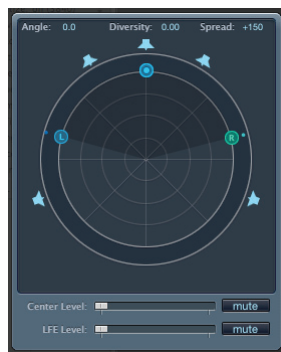 Angle: 0.0 Diversity: 0.00 Spread: +150
L R
Center Level: mute
LFE Level: mute